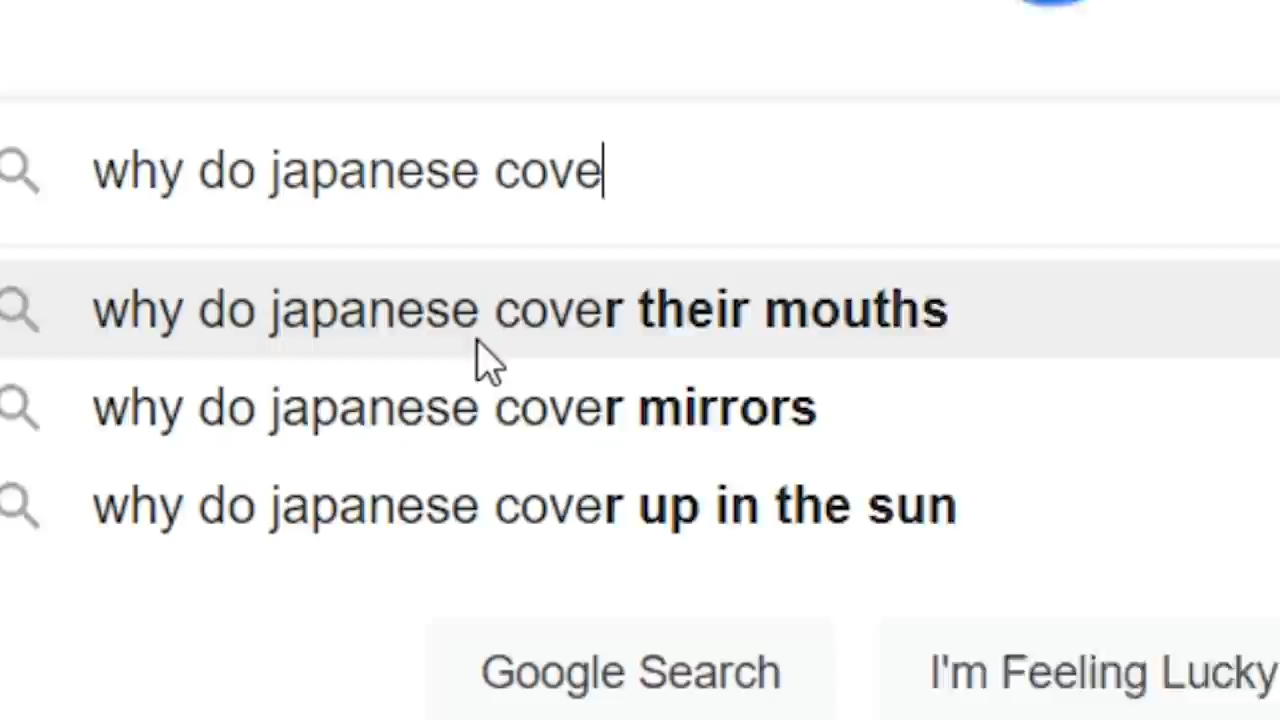 why do japanese cove
why do japanese cover their mouths
why do japanese cover mirrors
why do japanese cover up in the sun
Google Search
I'm Feeling Lucky